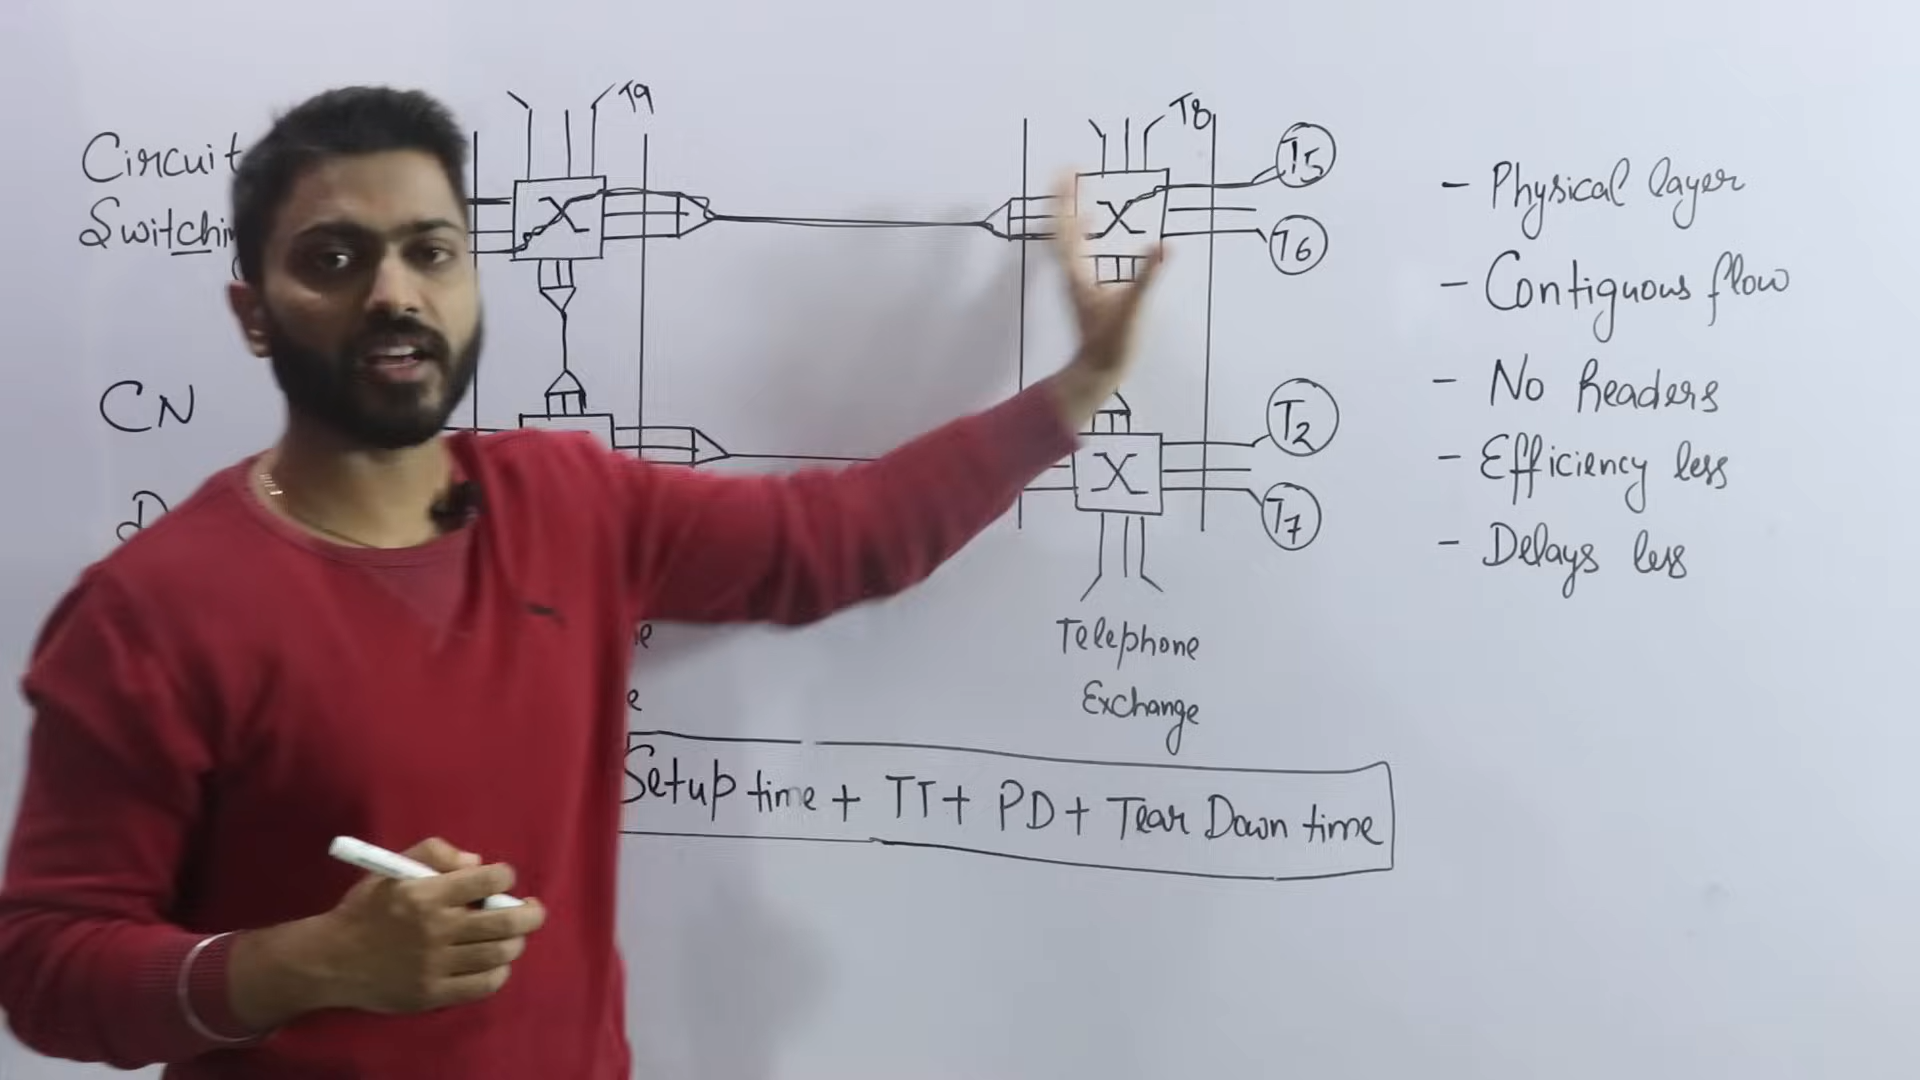 Circuit
Switchi
CN
D
T9
T8
T5
T6
T2
T7
Telephone
Exchange
e
e
Setup time + TT + PD + Tear Down time
- Physical layer
- Contiguous flow
- No headers
- Efficiency less
- Delays less